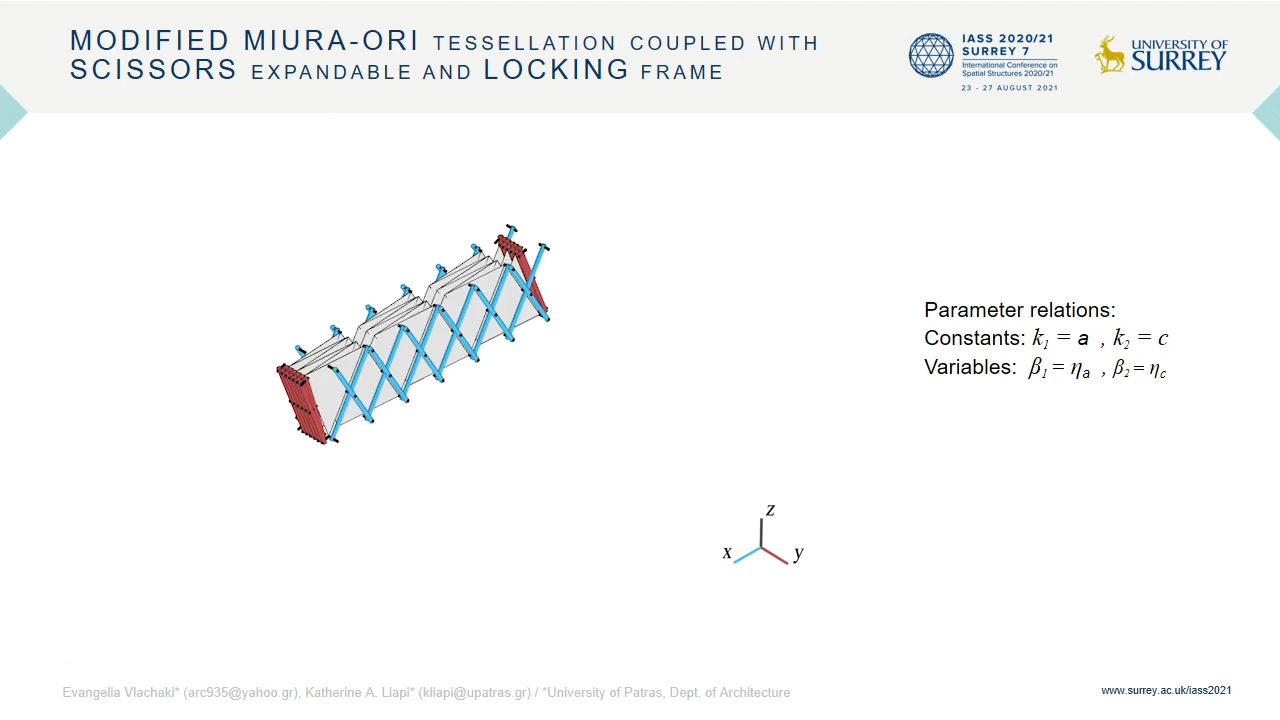 MODIFIED MIURA-ORI TESSELLATION COUPLED WITH
SCISSORS EXPANDABLE AND LOCKING FRAME
IASS 2020/21
SURREY 7
International Conference on
Spatial Structures 2020/21
23 - 27 AUGUST 2021
UNIVERSITY OF
SURREY
Parameter relations:
Constants: k₁ = a , k₂ = c
Variables: β₁ = ηₐ , β₂ = η_c
z
x
y
Evangelia Vlachaki* (arc935@yahoo.gr), Katherine A. Liapi* (kliapi@upatras.gr) / *University of Patras, Dept. of Architecture
www.surrey.ac.uk/iass2021